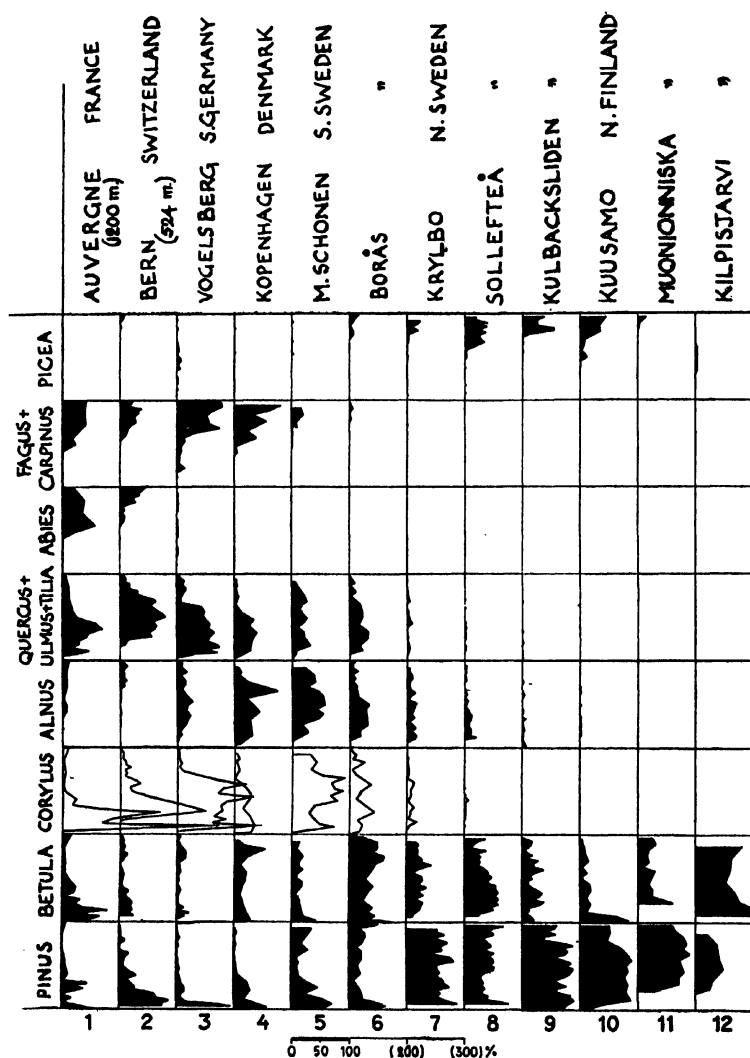 AUVERGNE FRANCE
(1200 m.)
BERN SWITZERLAND
(524 m.)
VOGELSBERG S.GERMANY
KOPENHAGEN DENMARK
M.SCHONEN S.SWEDEN
BORÅS "
KRYLBO N.SWEDEN
SOLLEFTEÅ "
KULBACKSLIDEN "
KUUSAMO N.FINLAND
MUONIONNISKA "
KILPISJARVI "
PICEA
FAGUS+
CARPINUS
ABIES
QUERCUS+
ULMUS+TILIA
ALNUS
CORYLUS
BETULA
PINUS
1 2 3 4 5 6 7 8 9 10 11 12
0 50 100 (200) (300)%